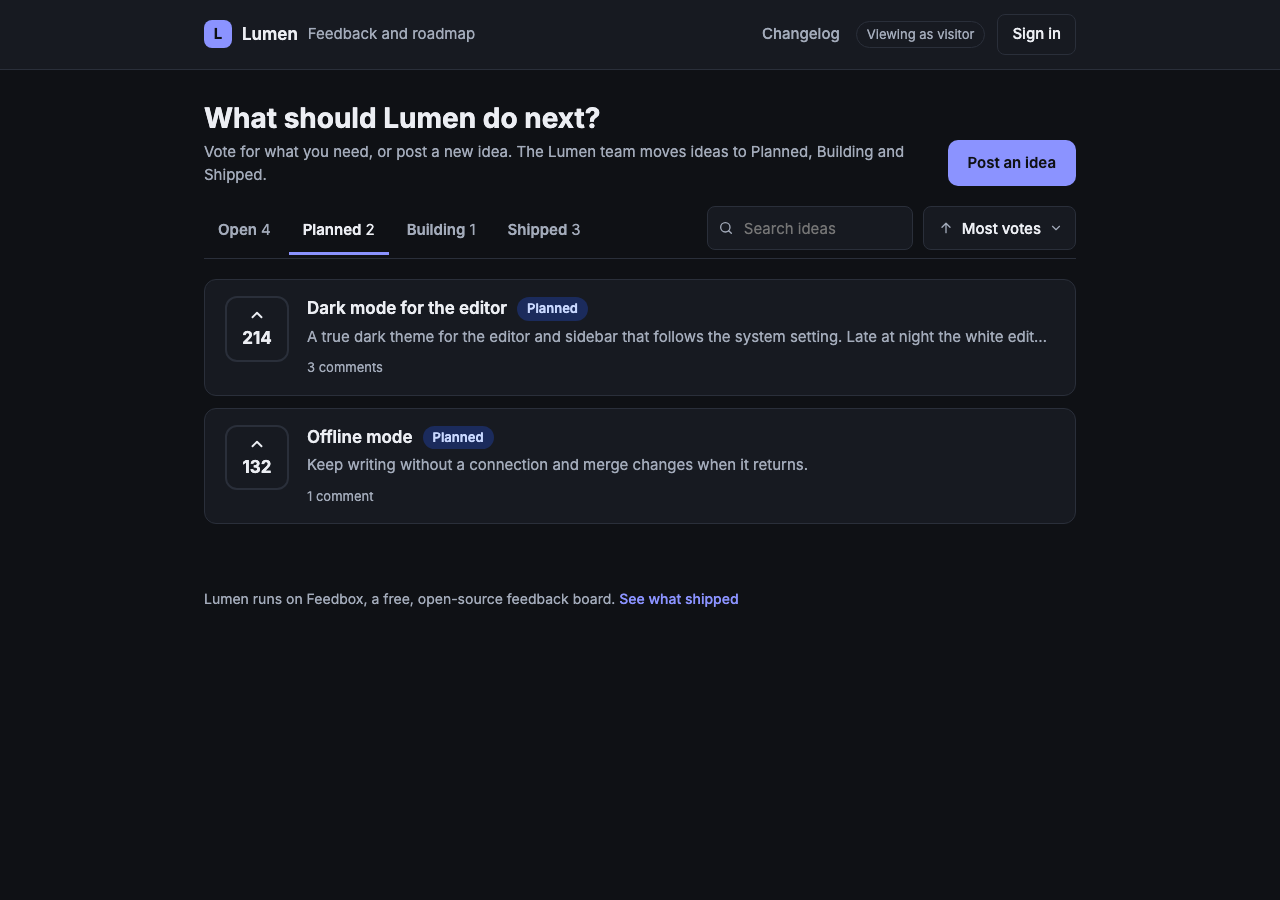 L Lumen Feedback and roadmap Changelog Viewing as visitor Sign in
What should Lumen do next?
Vote for what you need, or post a new idea. The Lumen team moves ideas to Planned, Building and
Shipped.
Post an idea
Open 4 Planned 2 Building 1 Shipped 3 Search ideas Most votes
Dark mode for the editor Planned
214
A true dark theme for the editor and sidebar that follows the system setting. Late at night the white edit...
3 comments
Offline mode Planned
132
Keep writing without a connection and merge changes when it returns.
1 comment
Lumen runs on Feedbox, a free, open-source feedback board. See what shipped